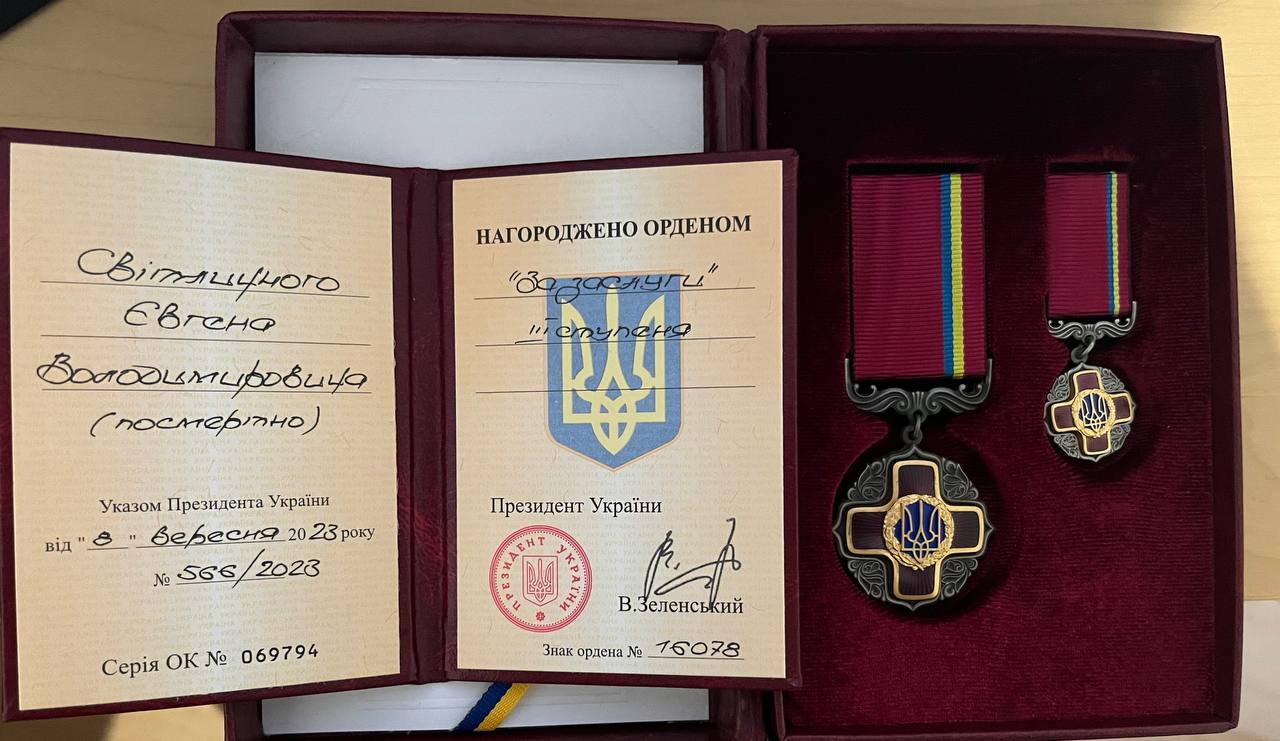 Світличного
Євгена
Володимировича
(посмертно)
Указом Президента України
від "8" вересня 2023 року
№ 566/2023
Серія ОК № 069794
НАГОРОДЖЕНО ОРДЕНОМ
"За заслуги"
ІІІ ступеня
Президент України
ПРЕЗИДЕНТ УКРАЇНИ
В.Зеленський
Знак ордена № 16078